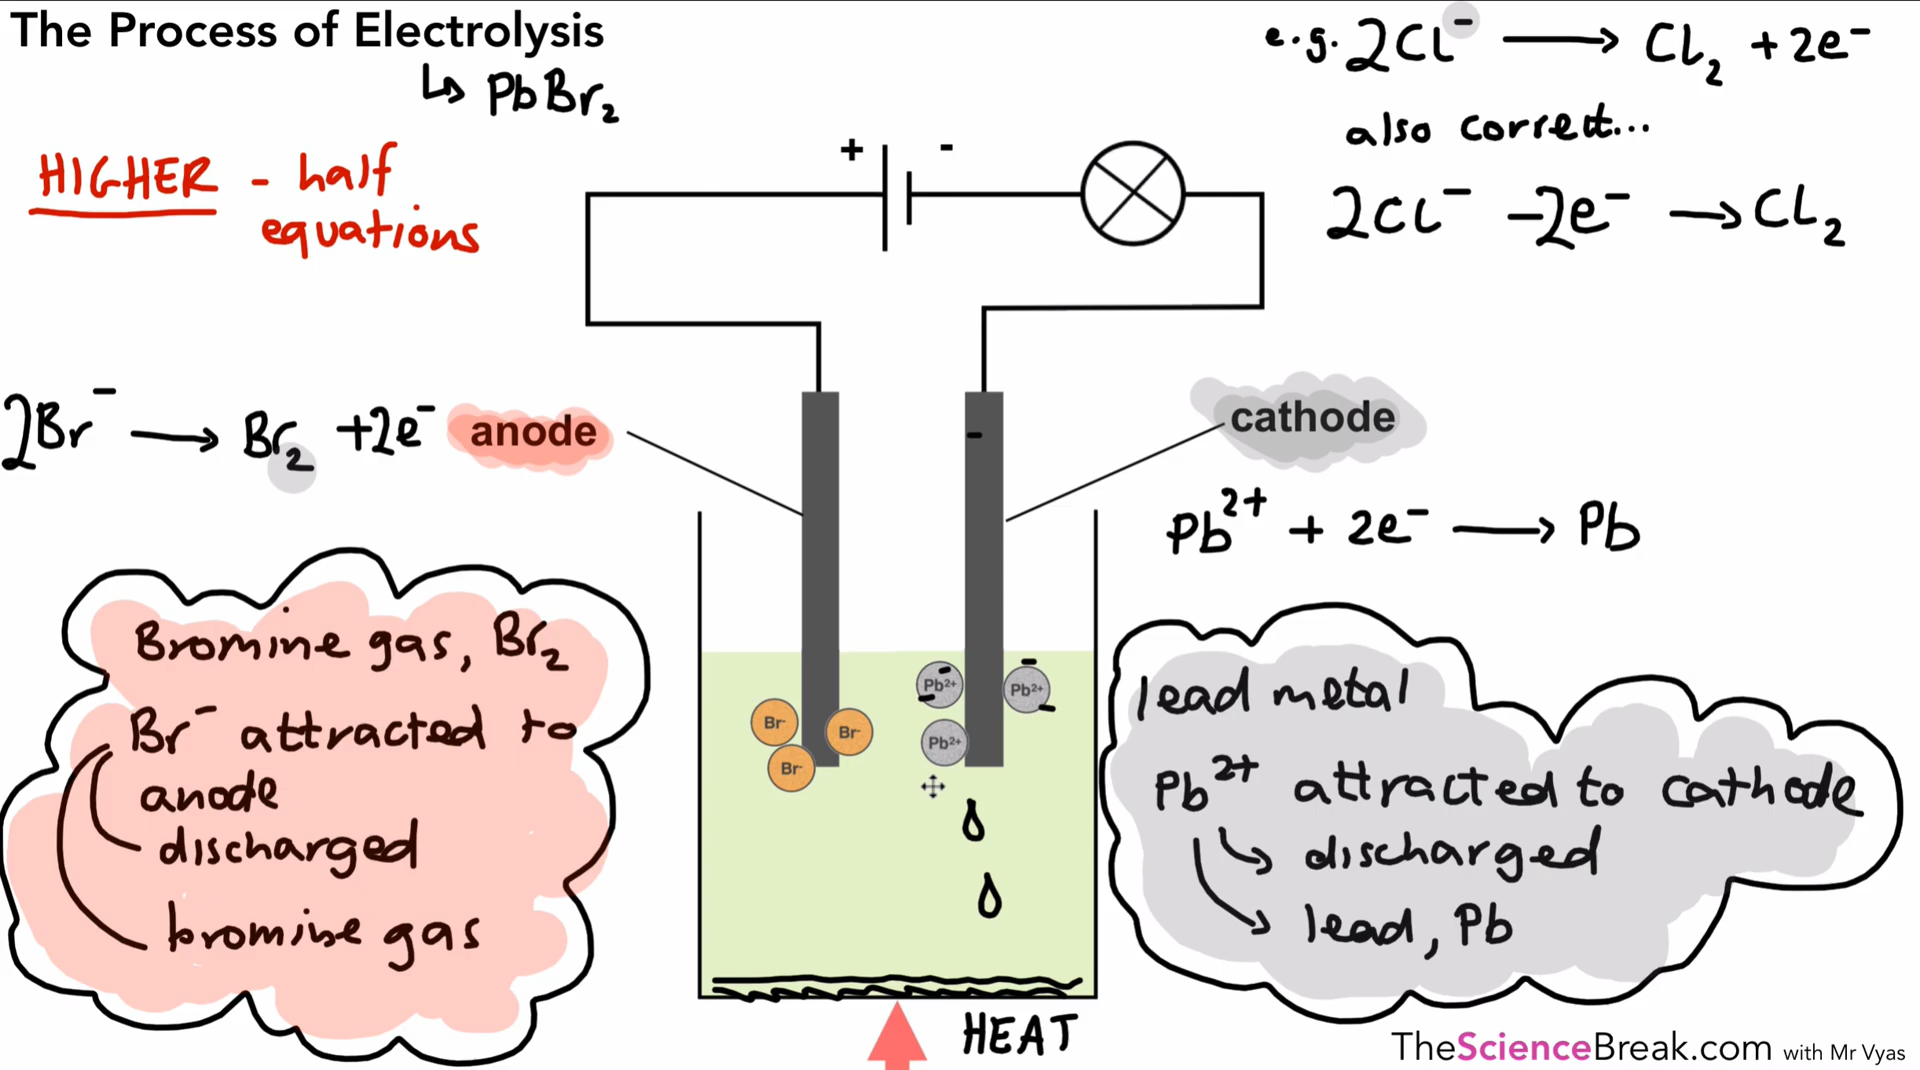 The Process of Electrolysis
↳ PbBr₂
HIGHER - half
equations
e.g. 2Cl⁻ ⟶ Cl₂ + 2e⁻
also correct...
2Cl⁻ -2e⁻ → Cl₂
+ -
2Br⁻ ⟶ Br₂ +2e⁻
anode
cathode
-
Pb²⁺ + 2e⁻ ⟶ Pb
Bromine gas, Br₂
Br⁻ attracted to
anode
discharged
bromine gas
Br⁻
Br⁻
Br⁻
Pb²⁺
Pb²⁺
Pb²⁺
lead metal
Pb²⁺ attracted to cathode
↳ discharged
↳ lead, Pb
HEAT
TheScienceBreak.com with Mr Vyas